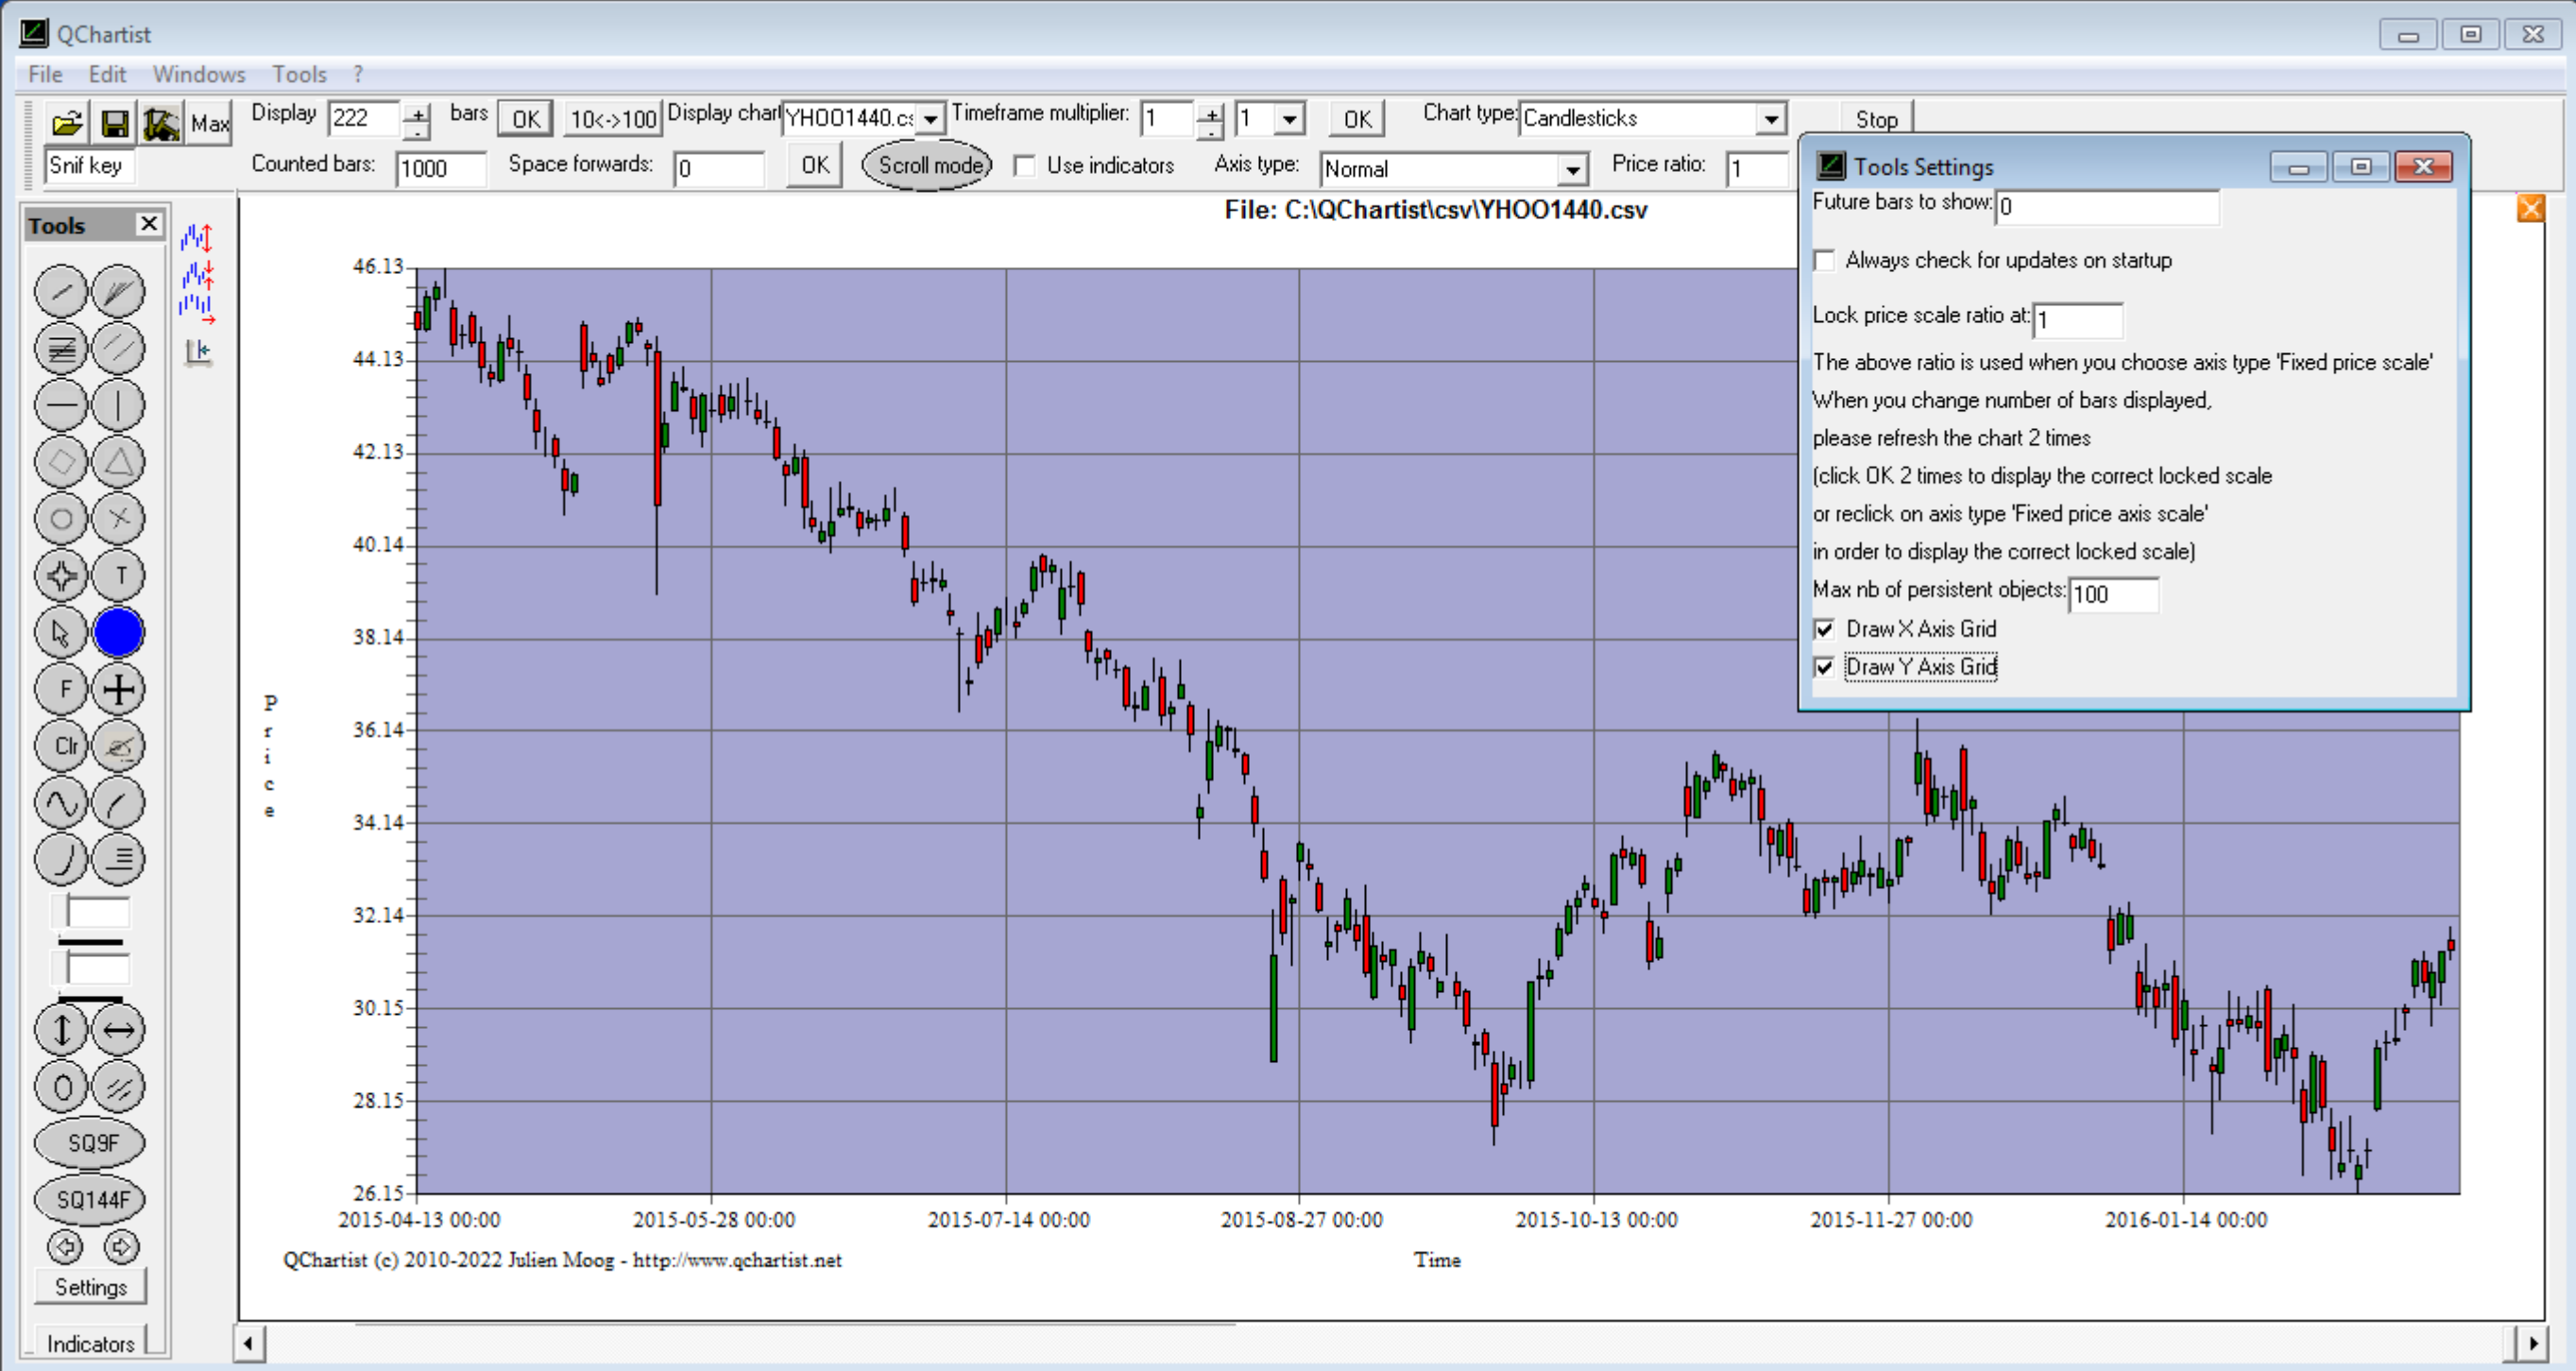 QChartist
File Edit Windows Tools ?
Max Display 222 bars OK 10<->100 Display chart YHOO1440.cs Timeframe multiplier: 1 1 OK Chart type: Candlesticks Stop
Snif key Counted bars: 1000 Space forwards: 0 OK Scroll mode Use indicators Axis type: Normal Price ratio: 1
Tools
T
F
Clr
SQ9F
SQ144F
Settings
Indicators
File: C:\QChartist\csv\YHOO1440.csv
46.13
44.13
42.13
40.14
38.14
36.14
34.14
32.14
30.15
28.15
26.15
Price
2015-04-13 00:00 2015-05-28 00:00 2015-07-14 00:00 2015-08-27 00:00 2015-10-13 00:00 2015-11-27 00:00 2016-01-14 00:00
QChartist (c) 2010-2022 Julien Moog - http://www.qchartist.net
Time
Tools Settings
Future bars to show: 0
Always check for updates on startup
Lock price scale ratio at: 1
The above ratio is used when you choose axis type 'Fixed price scale'
When you change number of bars displayed,
please refresh the chart 2 times
(click OK 2 times to display the correct locked scale
or reclick on axis type 'Fixed price axis scale'
in order to display the correct locked scale)
Max nb of persistent objects: 100
Draw X Axis Grid
Draw Y Axis Grid